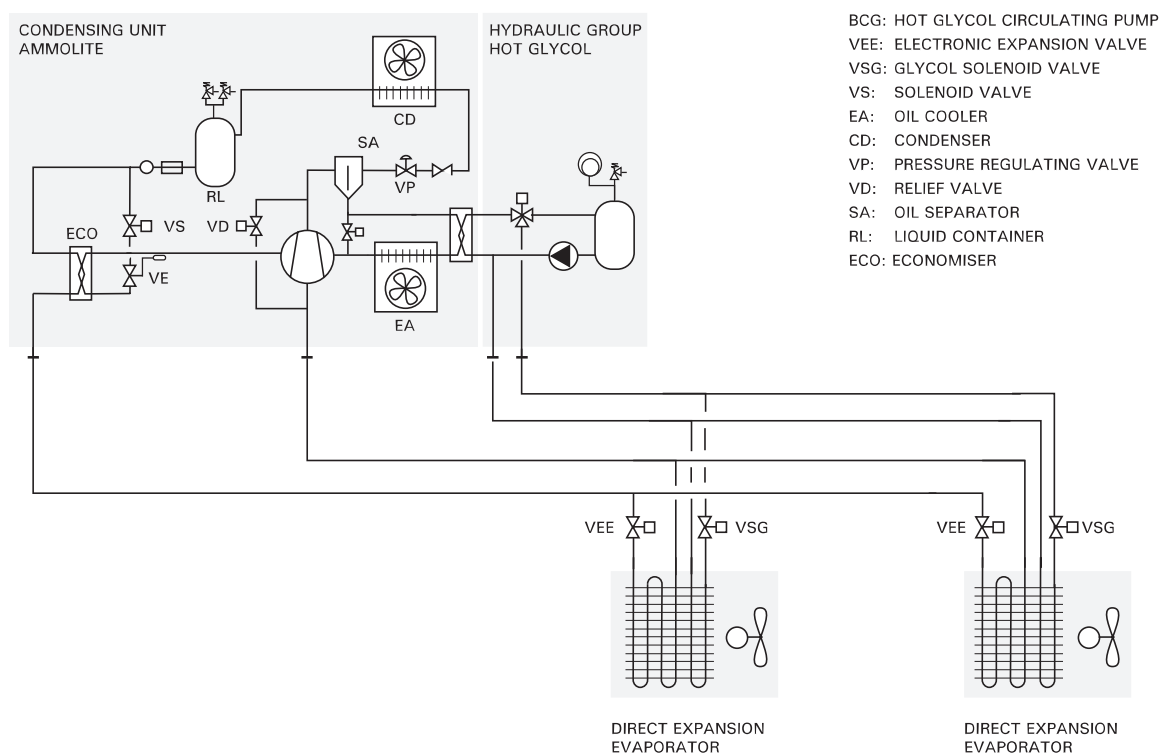 CONDENSING UNIT
AMMOLITE
HYDRAULIC GROUP
HOT GLYCOL
BCG: HOT GLYCOL CIRCULATING PUMP
VEE: ELECTRONIC EXPANSION VALVE
VSG: GLYCOL SOLENOID VALVE
VS: SOLENOID VALVE
EA: OIL COOLER
CD: CONDENSER
VP: PRESSURE REGULATING VALVE
VD: RELIEF VALVE
SA: OIL SEPARATOR
RL: LIQUID CONTAINER
ECO: ECONOMISER
CD
SA
VP
RL
VS
VD
ECO
VE
EA
VEE
VSG
VEE
VSG
DIRECT EXPANSION
EVAPORATOR
DIRECT EXPANSION
EVAPORATOR